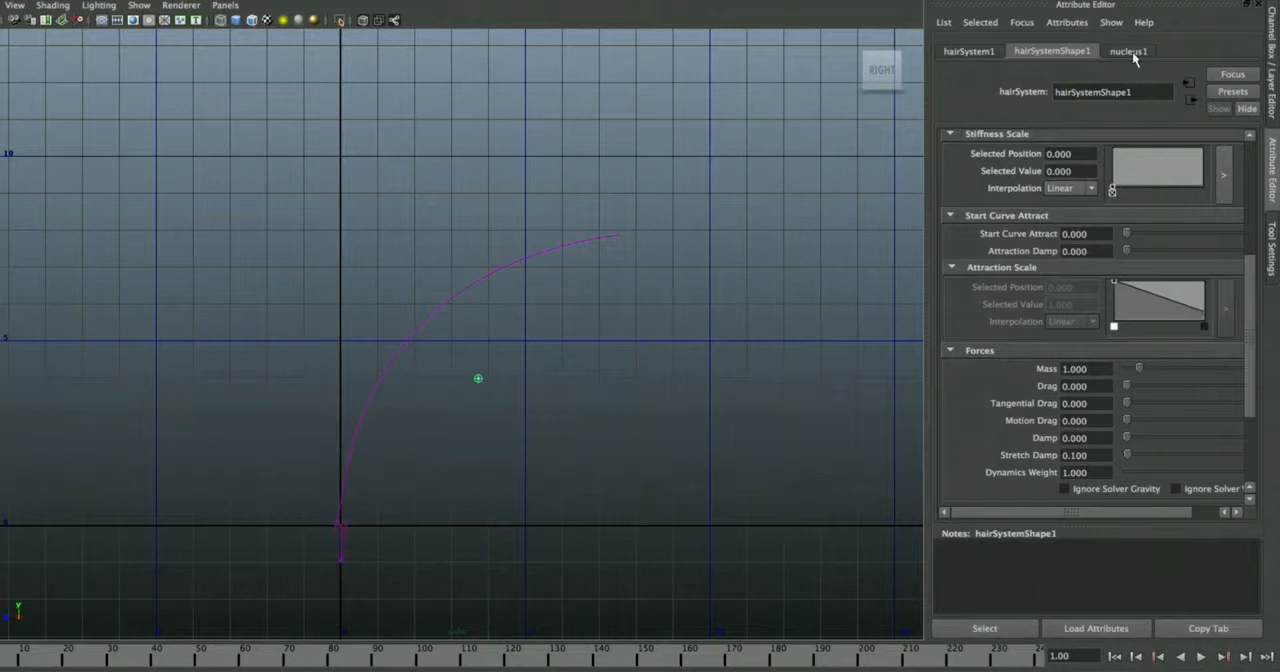 View Shading Lighting Show Renderer Panels
Attribute Editor
List Selected Focus Attributes Show Help
hairSystem1 hairSystemShape1 nucleus1
hairSystem: hairSystemShape1
Focus
Presets
Show Hide
Stiffness Scale
Selected Position 0.000
Selected Value 0.000
Interpolation Linear
>
Start Curve Attract
Start Curve Attract 0.000
Attraction Damp 0.000
Attraction Scale
Selected Position 0.000
Selected Value 1.000
Interpolation Linear
>
Forces
Mass 1.000
Drag 0.000
Tangential Drag 0.000
Motion Drag 0.000
Damp 0.000
Stretch Damp 0.100
Dynamics Weight 1.000
Ignore Solver Gravity Ignore Solver
Notes: hairSystemShape1
Select Load Attributes Copy Tab
Channel Box / Layer Editor
Attribute Editor
Tool Settings
RIGHT
10
5
0
y
10 20 30 40 50 60 70 80 90 100 110 120 130 140 150 160 170 180 190 200 210 220 230 1.00